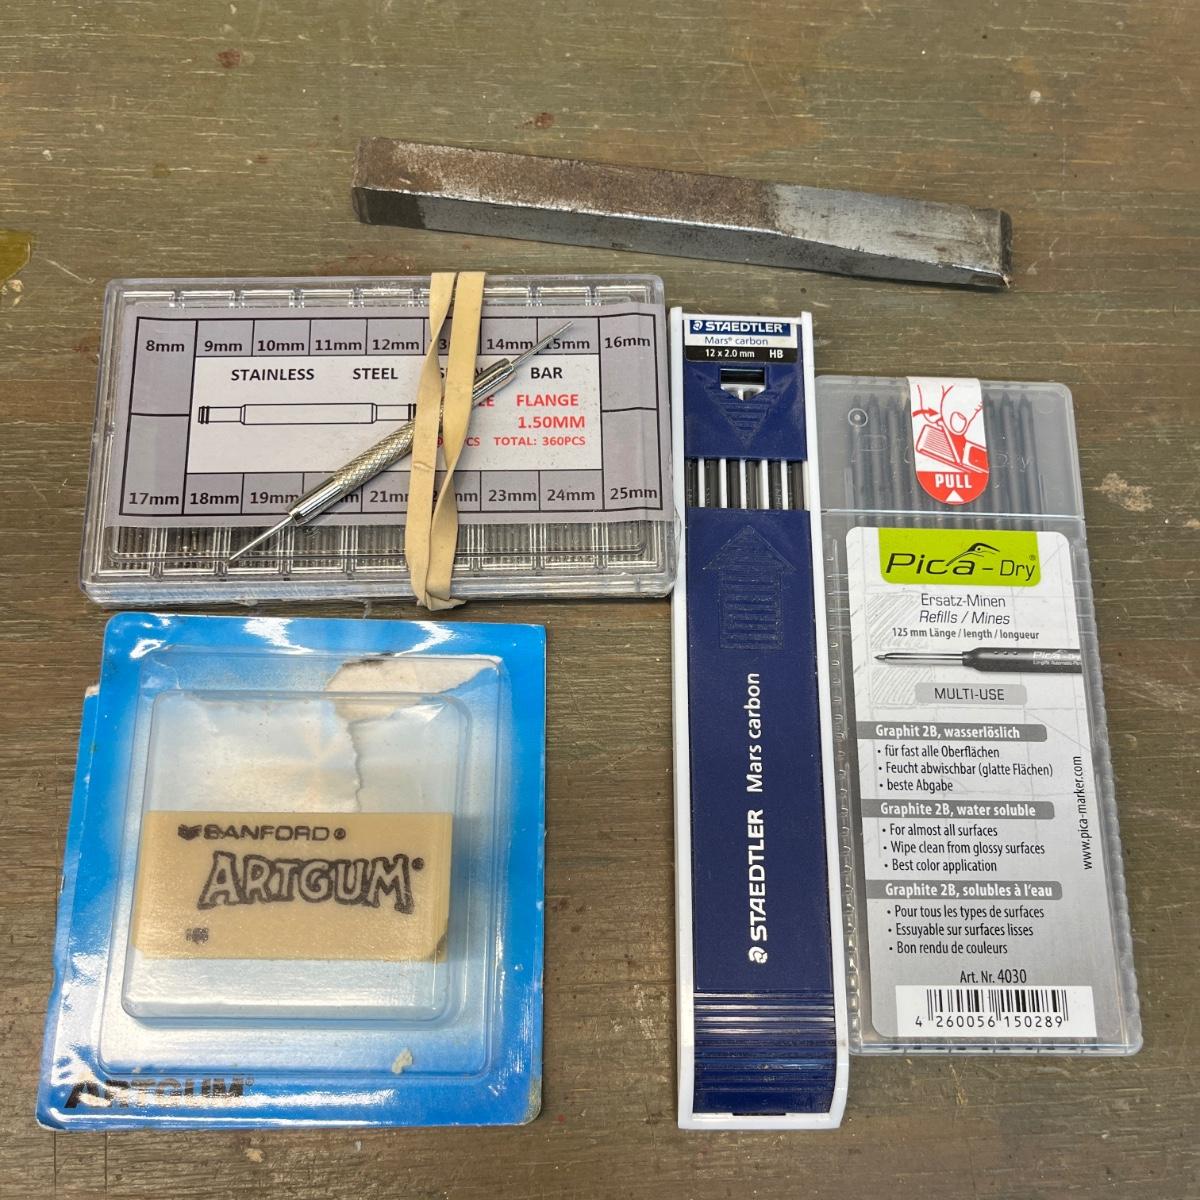 8mm 9mm 10mm 11mm 12mm 14mm 15mm 16mm
STAINLESS STEEL BAR
FLANGE
1.50MM
PCS TOTAL: 360PCS
17mm 18mm 19mm 21mm 23mm 24mm 25mm
STAEDTLER
Mars® carbon
12 x 2.0 mm HB
STAEDTLER Mars carbon
PULL
Pica-Dry®
Ersatz-Minen
Refills / Mines
125 mm Länge / length / longueur
Pica-Dry
MULTI-USE
Graphit 2B, wasserlöslich
• für fast alle Oberflächen
• Feucht abwischbar (glatte Flächen)
• beste Abgabe
Graphite 2B, water soluble
• For almost all surfaces
• Wipe clean from glossy surfaces
• Best color application
Graphite 2B, solubles à l'eau
• Pour tous les types de surfaces
• Essuyable sur surfaces lisses
• Bon rendu de couleurs
www.pica-marker.com
Art. Nr. 4030
4 260056 150289
SANFORD®
ARTGUM®
ARTGUM®